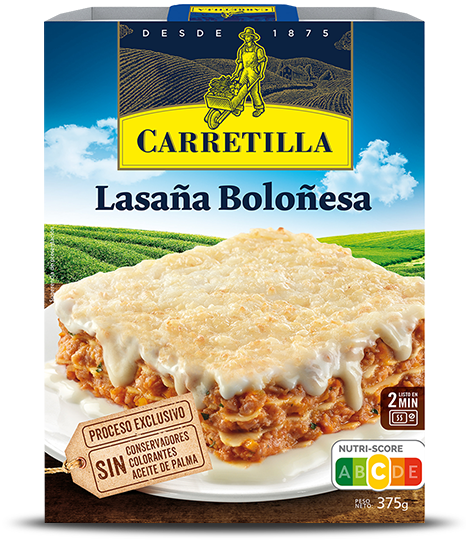 DESDE 1875
CARRETILLA
Lasaña Boloñesa
LISTO EN
2 MIN
PROCESO EXCLUSIVO
SIN CONSERVADORES
COLORANTES
ACEITE DE PALMA
NUTRI-SCORE
A B C D E
PESO
NETO: 375g